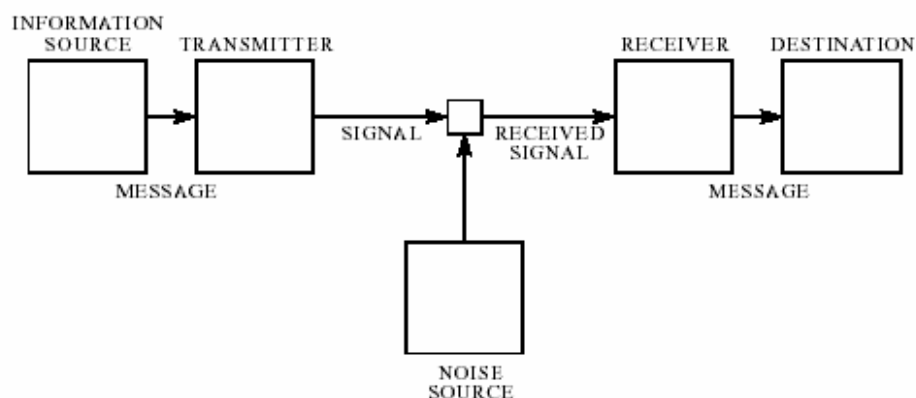 INFORMATION
SOURCE
TRANSMITTER
RECEIVER
DESTINATION
SIGNAL
RECEIVED
SIGNAL
MESSAGE
MESSAGE
NOISE
SOURCE